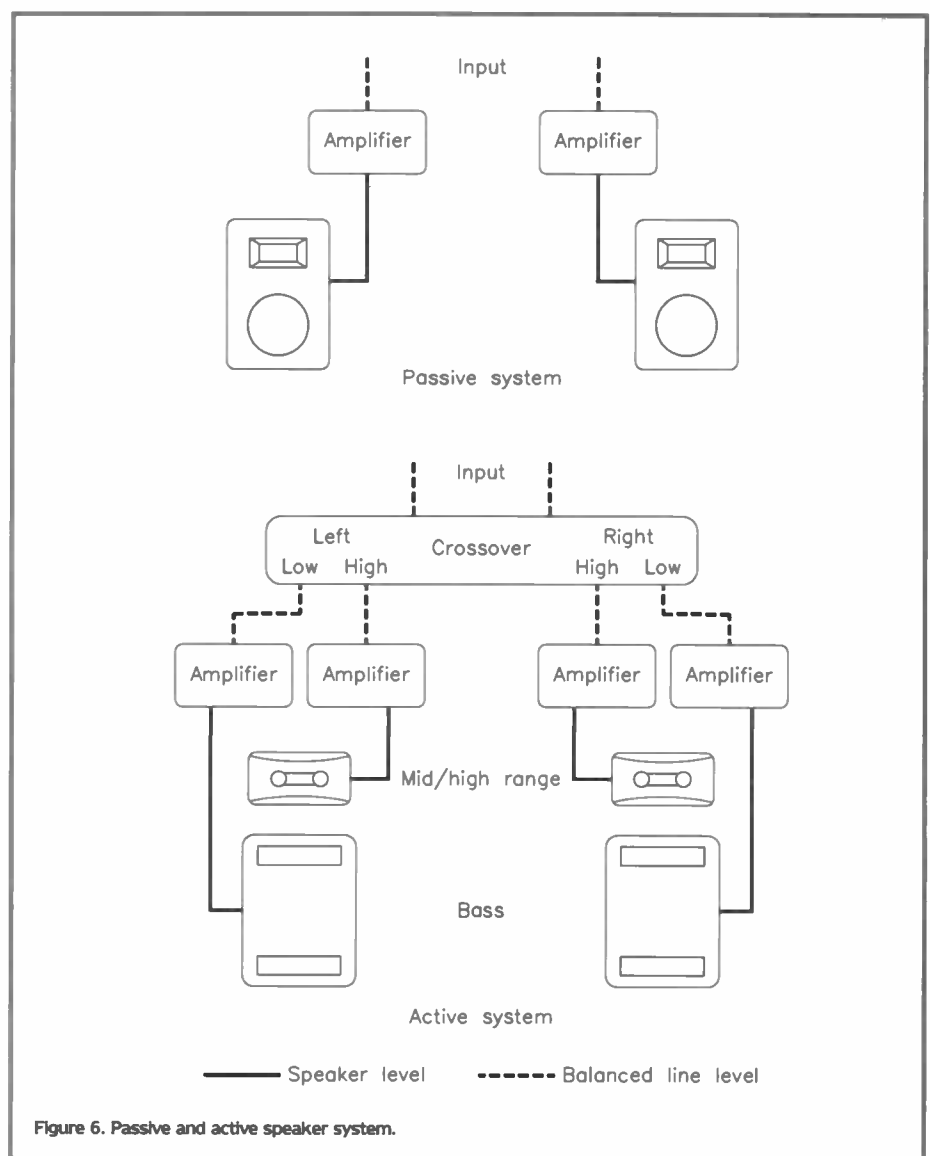 Input
Amplifier
Amplifier
Passive system
Input
Left
Right
Crossover
Low High
High Low
Amplifier
Amplifier
Amplifier
Amplifier
Mid/high range
Bass
Active system
Speaker level
Balanced line level
Figure 6. Passive and active speaker system.